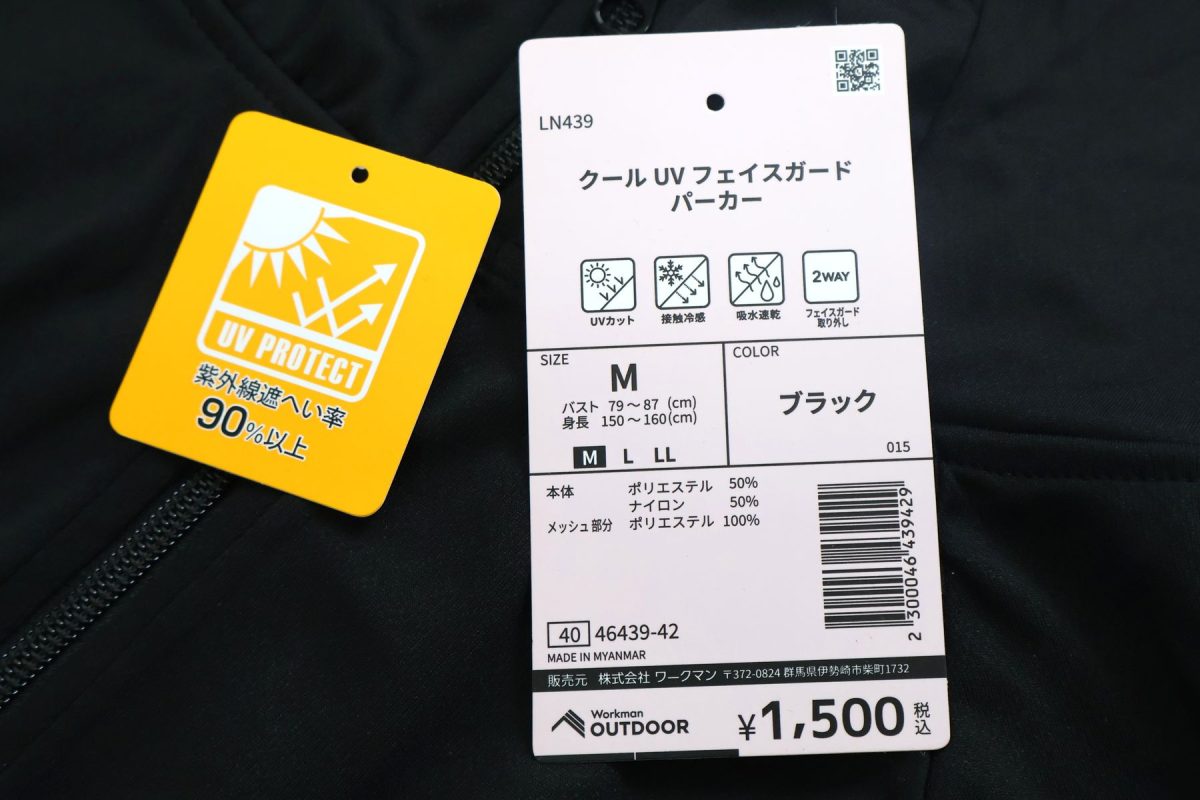 UV PROTECT
紫外線遮へい率
90%以上
LN439
クール UV フェイスガード
パーカー
2WAY
UVカット
接触冷感
吸水速乾
フェイスガード
取り外し
SIZE
M
バスト 79～87 (cm)
身長 150～160(cm)
M L LL
COLOR
ブラック
015
本体 ポリエステル 50%
ナイロン 50%
メッシュ部分 ポリエステル 100%
2 300046 439429
40 46439-42
MADE IN MYANMAR
販売元 株式会社 ワークマン 〒372-0824 群馬県伊勢崎市柴町1732
Workman
OUTDOOR
¥1,500 税込